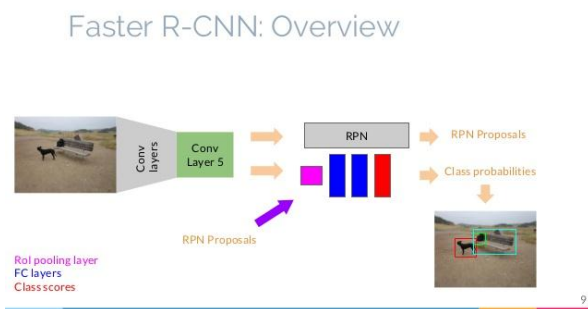 Faster R-CNN: Overview
Conv
layers
Conv
Layer 5
RPN
RPN Proposals
Class probabilities
RPN Proposals
RoI pooling layer
FC layers
Class scores
9